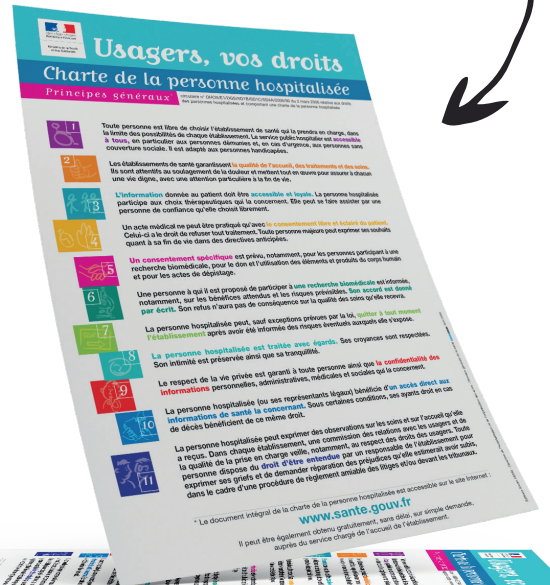 Usagers, vos droits
Charte de la personne hospitalisée
Principes généraux*
Toute personne est libre de choisir l'établissement de santé qui la prendra en charge, dans
la limite des possibilités de chaque établissement. Le service public hospitalier est accessible
à tous, en particulier aux personnes démunies et, en cas d'urgence, aux personnes sans
couverture sociale. Il est adapté aux personnes handicapées.
Les établissements de santé garantissent la qualité de l'accueil, des traitements et des soins.
Ils sont attentifs au soulagement de la douleur et mettent tout en œuvre pour assurer à chacun
une vie digne, avec une attention particulière à la fin de vie.
L'information donnée au patient doit être accessible et loyale. La personne hospitalisée
participe aux choix thérapeutiques qui la concernent. Elle peut se faire assister par une
personne de confiance qu'elle choisit librement.
Un acte médical ne peut être pratiqué qu'avec le consentement libre et éclairé du patient.
Celui-ci a le droit de refuser tout traitement. Toute personne majeure peut exprimer ses souhaits
quant à sa fin de vie dans des directives anticipées.
Un consentement spécifique est prévu, notamment, pour les personnes participant à une
recherche biomédicale, pour le don et l'utilisation des éléments et produits du corps humain
et pour les actes de dépistage.
Une personne à qui il est proposé de participer à une recherche biomédicale est informée,
notamment, sur les bénéfices attendus et les risques prévisibles. Son accord est donné
par écrit. Son refus n'aura pas de conséquence sur la qualité des soins qu'elle recevra.
La personne hospitalisée peut, sauf exceptions prévues par la loi, quitter à tout moment
l'établissement après avoir été informée des risques éventuels auxquels elle s'expose.
La personne hospitalisée est traitée avec égards. Ses croyances sont respectées.
Son intimité est préservée ainsi que sa tranquillité.
Le respect de la vie privée est garanti à toute personne ainsi que la confidentialité des
informations personnelles, administratives, médicales et sociales qui la concernent.
La personne hospitalisée (ou ses représentants légaux) bénéficie d'un accès direct aux
informations de santé la concernant. Sous certaines conditions, ses ayants droit en cas
de décès bénéficient de ce même droit.
La personne hospitalisée peut exprimer des observations sur les soins et sur l'accueil qu'elle
a reçus. Dans chaque établissement, une commission des relations avec les usagers et de
la qualité de la prise en charge veille, notamment, au respect des droits des usagers. Toute
personne dispose du droit d'être entendue par un responsable de l'établissement pour
exprimer ses griefs et de demander réparation des préjudices qu'elle estimerait avoir subis,
dans le cadre d'une procédure de règlement amiable des litiges et/ou devant les tribunaux.
1
2
3
4
5
6
7
8
9
10
11
* Le document intégral de la charte de la personne hospitalisée est accessible sur le site Internet :
www.sante.gouv.fr
Il peut être également obtenu gratuitement, sans délai, sur simple demande,
auprès du service chargé de l'accueil de l'établissement.